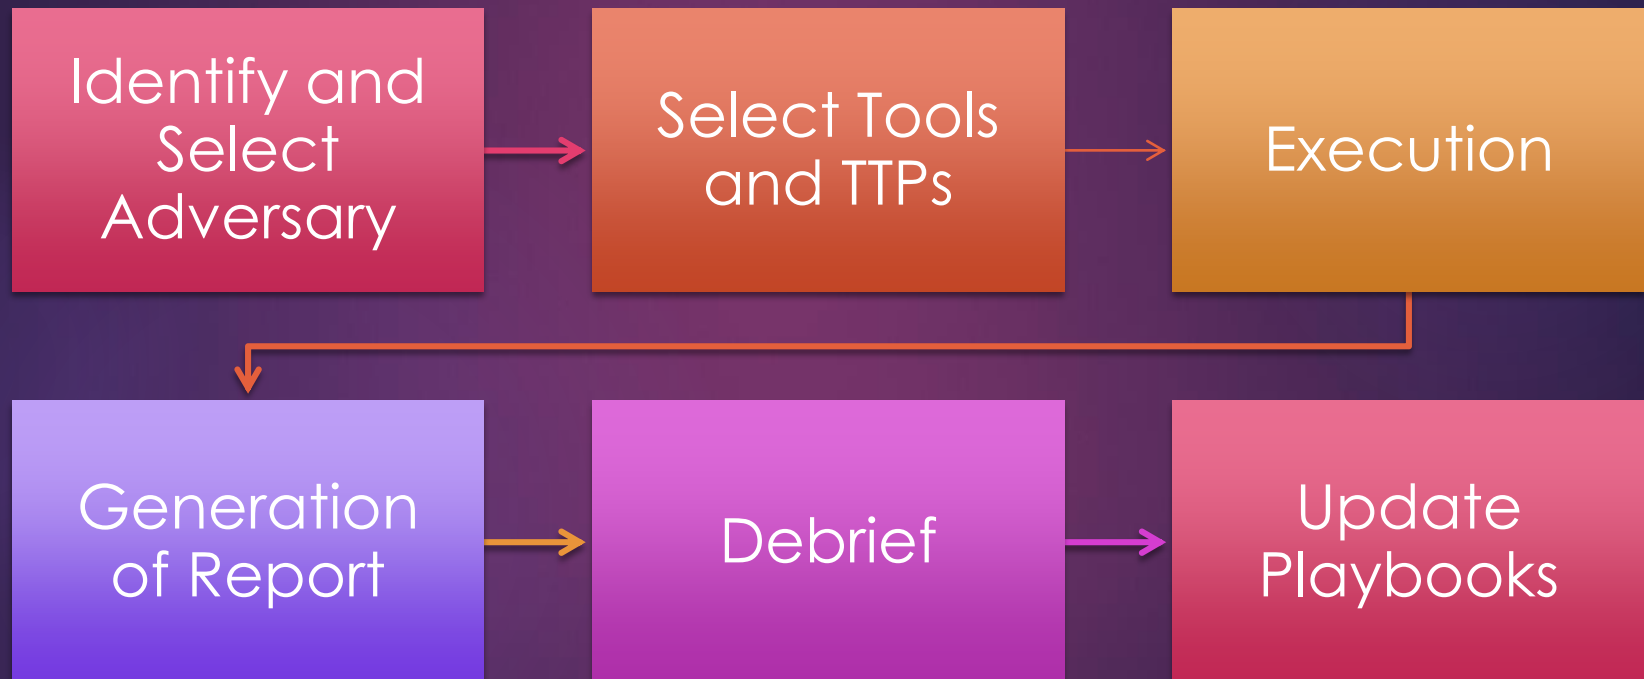 Identify and
Select
Adversary
Select Tools
and TTPs
Execution
Generation
of Report
Debrief
Update
Playbooks